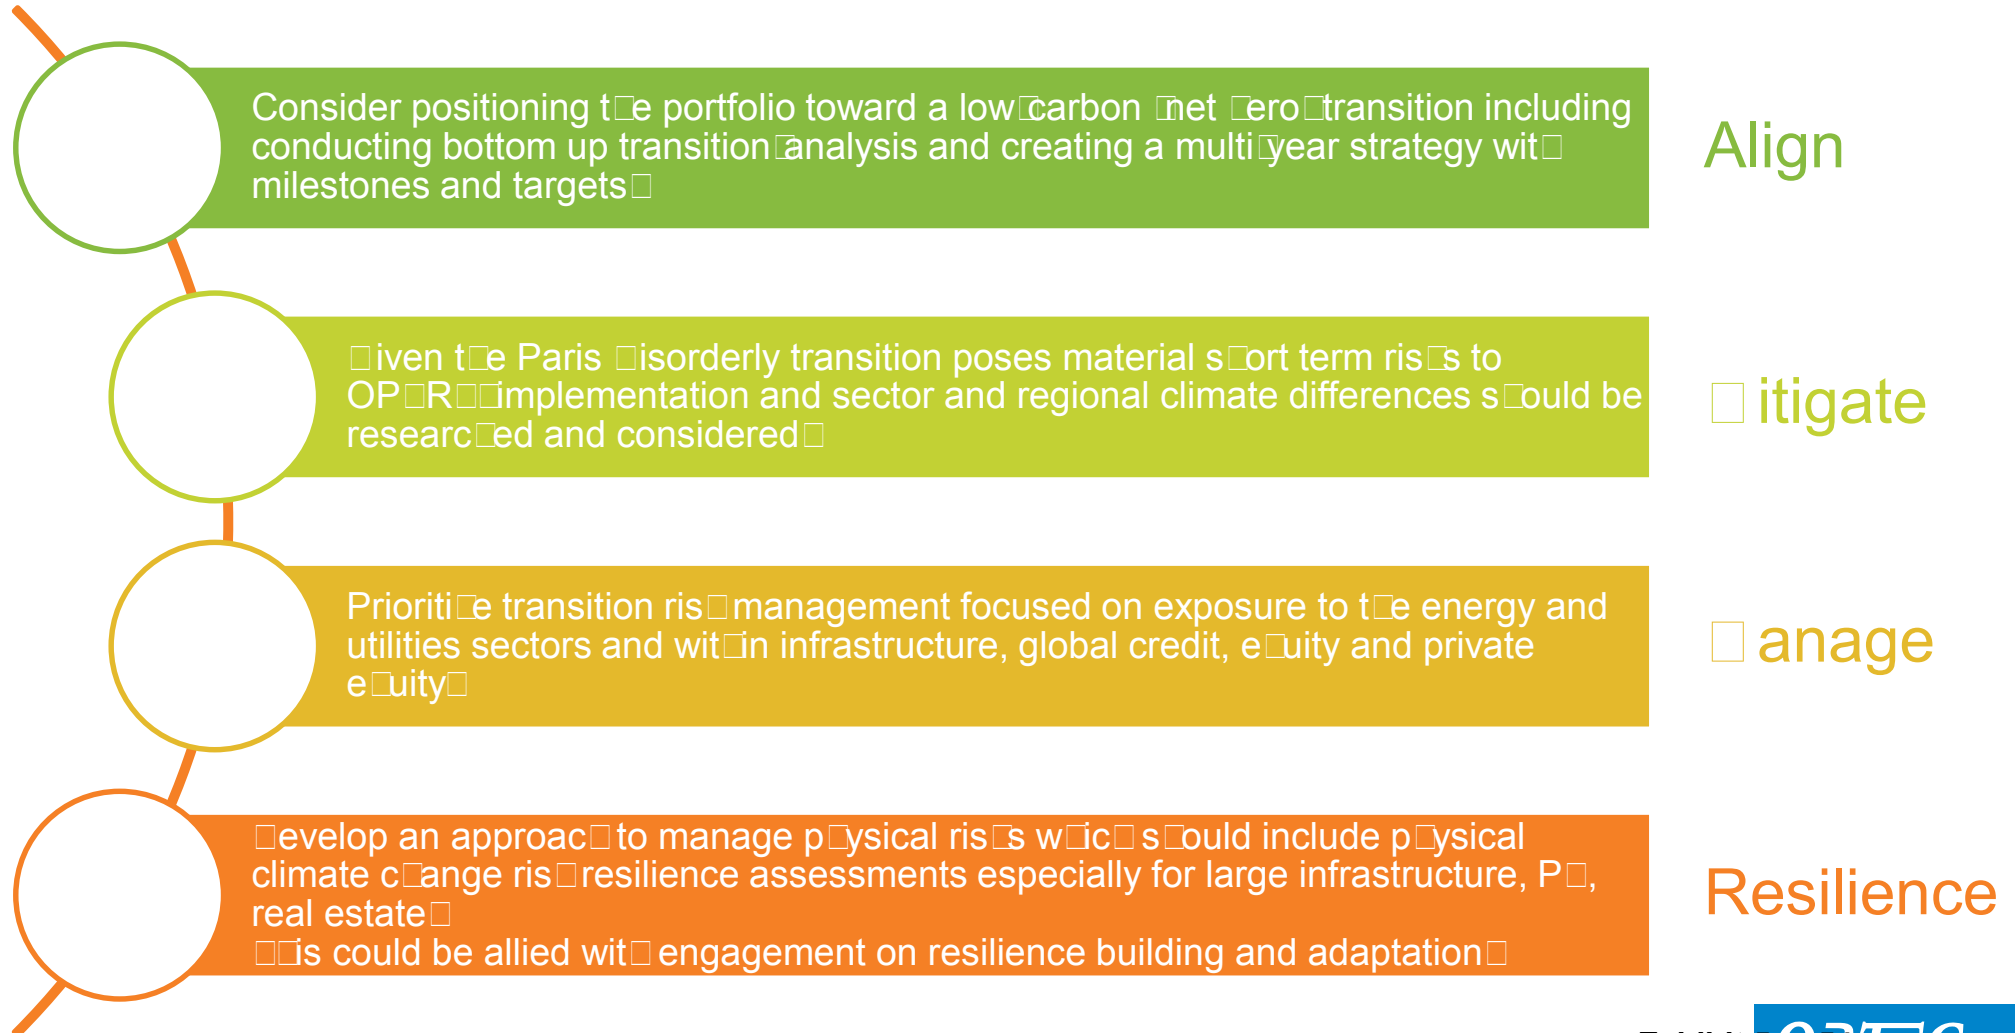 Consider positioning t□e portfolio toward a low□carbon □net □ero□transition including
conducting bottom up transition□analysis and creating a multi□year strategy wit□
milestones and targets□
Align
□iven t□e Paris □isorderly transition poses material s□ort term ris□s to
OP□R□□implementation and sector and regional climate differences s□ould be
researc□ed and considered□
□itigate
Prioriti□e transition ris□ management focused on exposure to t□e energy and
utilities sectors and wit□in infrastructure, global credit, e□uity and private
e□uity□
□anage
□evelop an approac□ to manage p□ysical ris□s w□ic□ s□ould include p□ysical
climate c□ange ris□ resilience assessments especially for large infrastructure, P□,
real estate□
□□is could be allied wit□ engagement on resilience building and adaptation□
Resilience